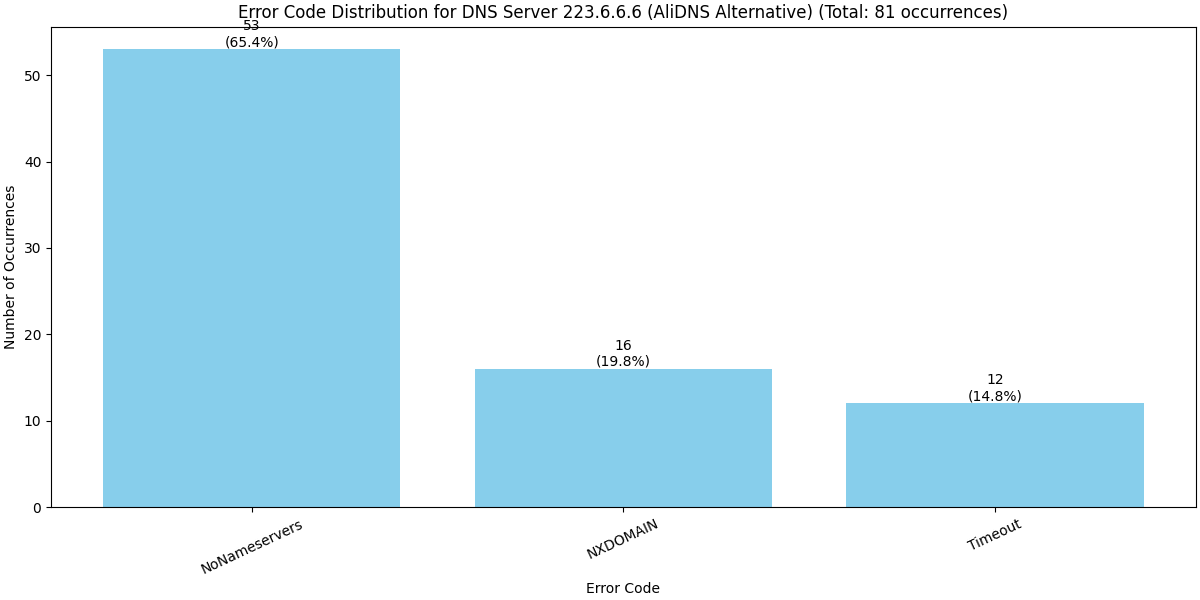 Error Code Distribution for DNS Server 223.6.6.6 (AliDNS Alternative) (Total: 81 occurrences)
53
(65.4%)
50
40
30
20
10
0
Number of Occurrences
16
(19.8%)
12
(14.8%)
NoNameservers
NXDOMAIN
Timeout
Error Code